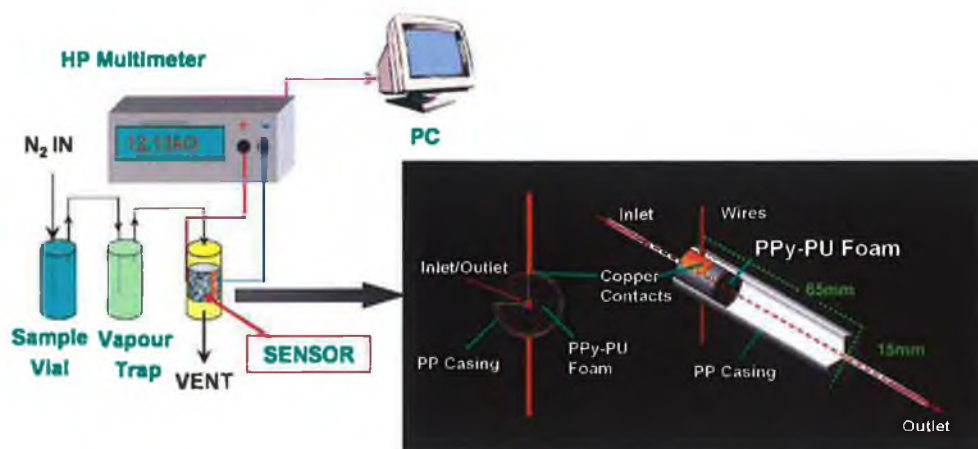 HP Multimeter
PC
N₂ IN
Sample
Vial
Vapour
Trap
VENT
SENSOR
Inlet/Outlet
PP Casing
PPy-PU
Foam
Copper
Contacts
Inlet
Wires
PPy-PU Foam
65mm
15mm
PP Casing
Outlet